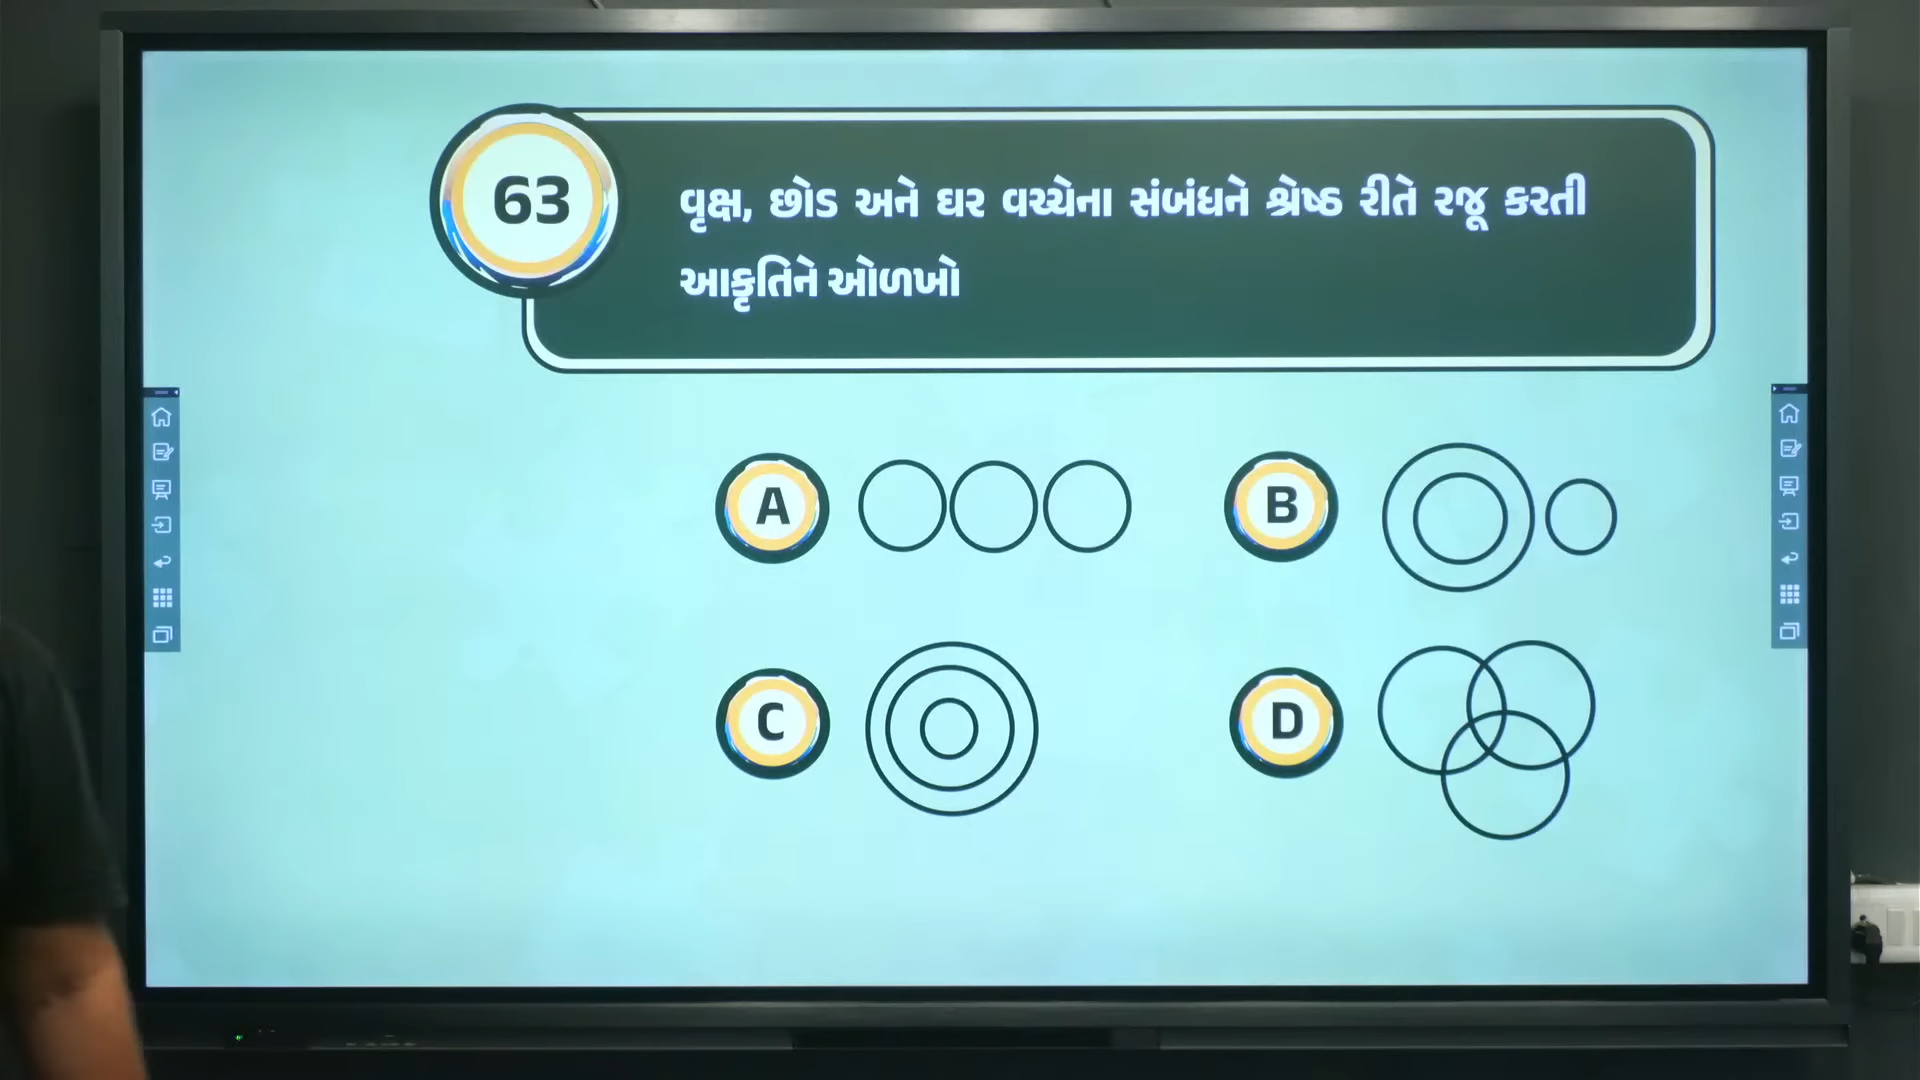 63
વૃક્ષ, છોડ અને ઘર વચ્ચેના સંબંધને શ્રેષ્ઠ રીતે રજૂ કરતી
આકૃતિને ઓળખો
A
B
C
D